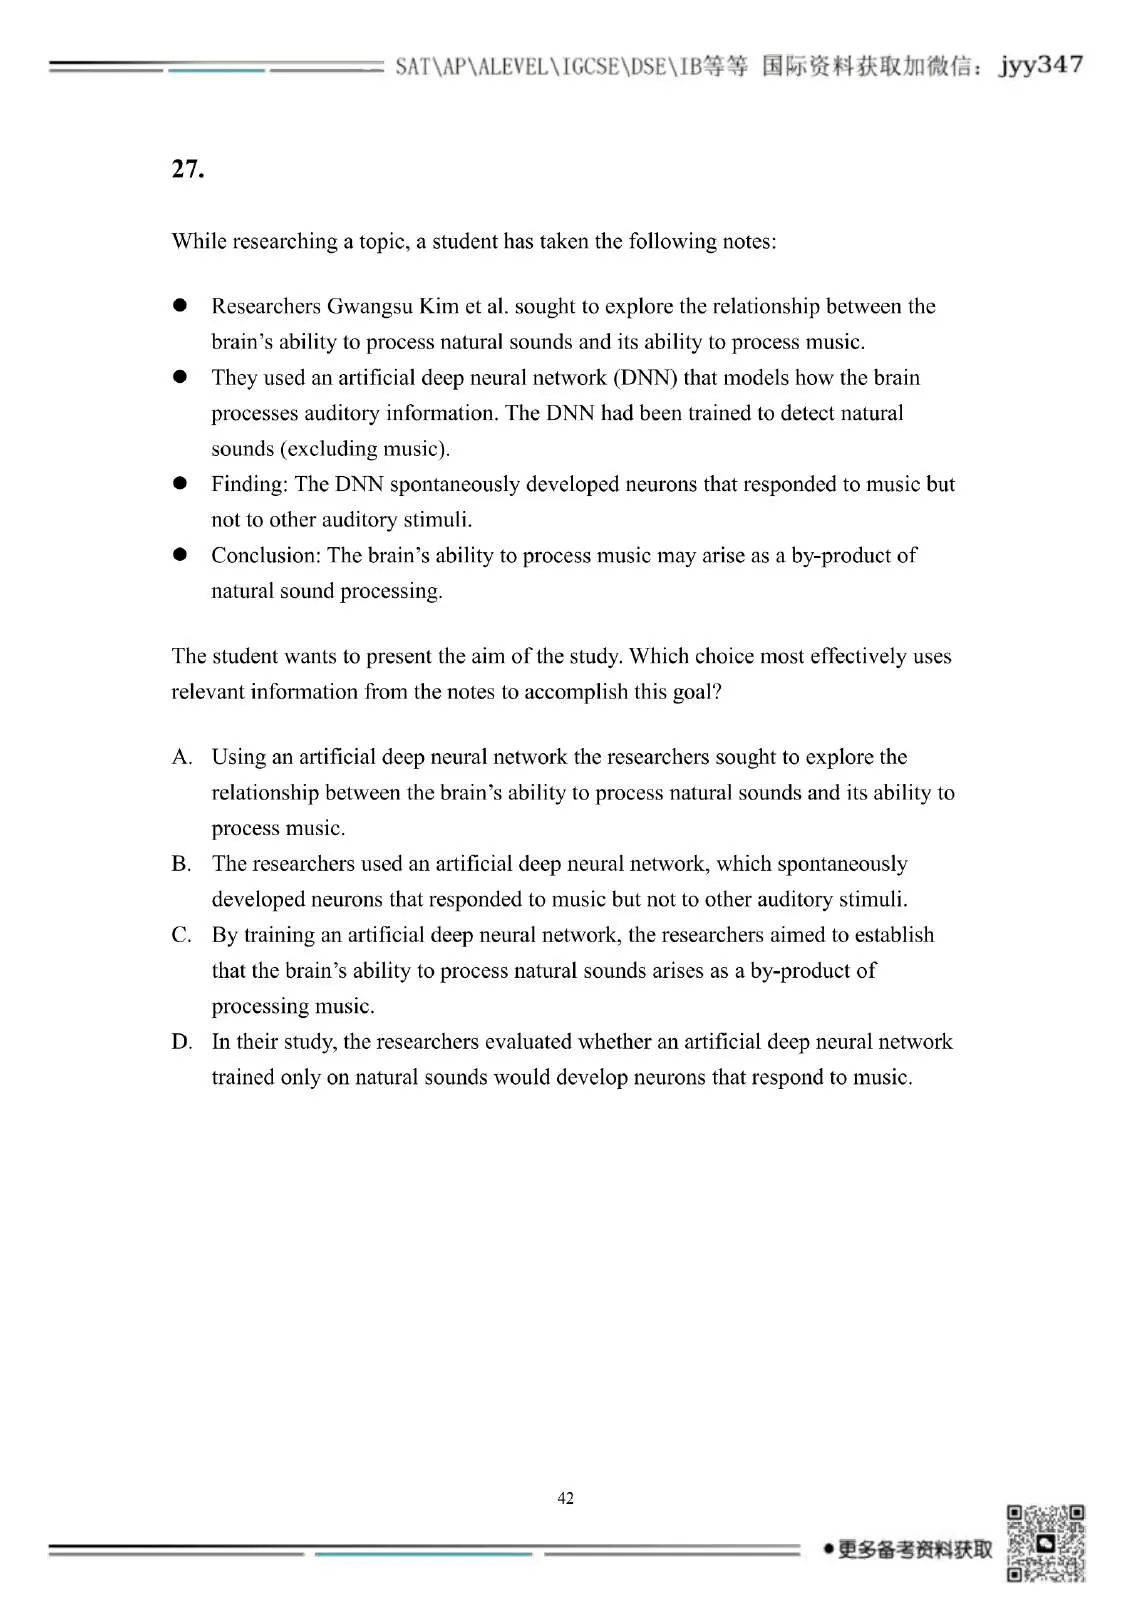 SAT\AP\ALEVEL\IGCSE\DSE\IB等等 国际资料获取加微信： jyy347
27.
While researching a topic, a student has taken the following notes:
● Researchers Gwangsu Kim et al. sought to explore the relationship between the
brain’s ability to process natural sounds and its ability to process music.
● They used an artificial deep neural network (DNN) that models how the brain
processes auditory information. The DNN had been trained to detect natural
sounds (excluding music).
● Finding: The DNN spontaneously developed neurons that responded to music but
not to other auditory stimuli.
● Conclusion: The brain’s ability to process music may arise as a by-product of
natural sound processing.
The student wants to present the aim of the study. Which choice most effectively uses
relevant information from the notes to accomplish this goal?
A. Using an artificial deep neural network the researchers sought to explore the
relationship between the brain’s ability to process natural sounds and its ability to
process music.
B. The researchers used an artificial deep neural network, which spontaneously
developed neurons that responded to music but not to other auditory stimuli.
C. By training an artificial deep neural network, the researchers aimed to establish
that the brain’s ability to process natural sounds arises as a by-product of
processing music.
D. In their study, the researchers evaluated whether an artificial deep neural network
trained only on natural sounds would develop neurons that respond to music.
42
●更多备考资料获取